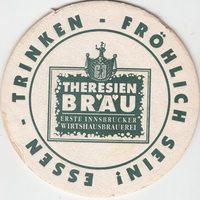 ESSEN - TRINKEN - FRÖHLICH SEIN!
THERESIEN
BRÄU
ERSTE INNSBRUCKER
WIRTSHAUSBRAUEREI